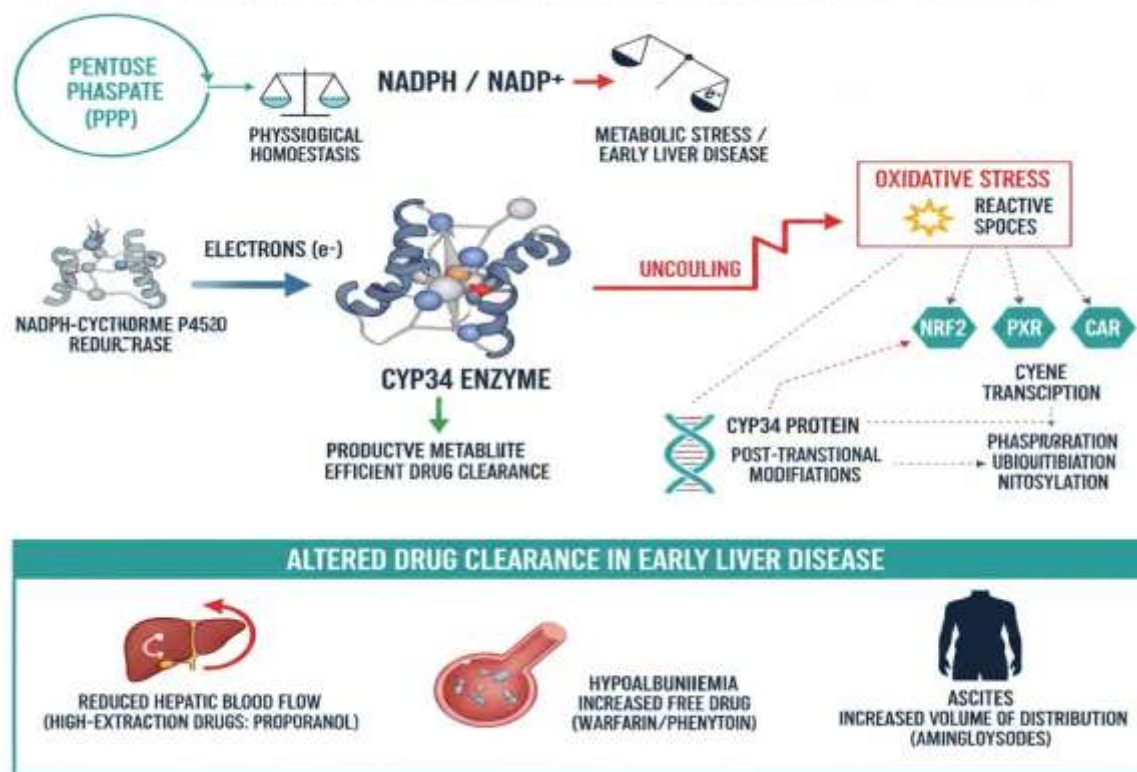 PENTOSE
PHASPATE
(PPP)
PHYSSIOGICAL
HOMOESTASIS
NADPH / NADP+
e-
METABOLIC STRESS /
EARLY LIVER DISEASE
OXIDATIVE STRESS
REACTIVE
SPOCES
ELECTRONS (e-)
UNCOULING
NADPH-CYCTHORME P4520
CYP34 ENZYME
NRF2
PXR
CAR
CYENE
TRANSCIPTION
PRODUCTVE METABLIITE
EFFICIENT DRUG CLEARANCE
CYP34 PROTEIN
POST-TRANSTIONAL
MODIFIATIONS
UBIQUITIBIATION
NITOSYLATION
ALTERED DRUG CLEARANCE IN EARLY LIVER DISEASE
REDUCED HEPATIC BLOOD FLOW
(HIGH-EXTRACTION DRUGS: PROPORANOL)
HYPOALBUNIIEMIA
INCREASED FREE DRUG
(WARFARIN/PHENYTOIN)
ASCITES
INCREASED VOLUME OF DISTRIBUTION
(AMINGLOYSODES)